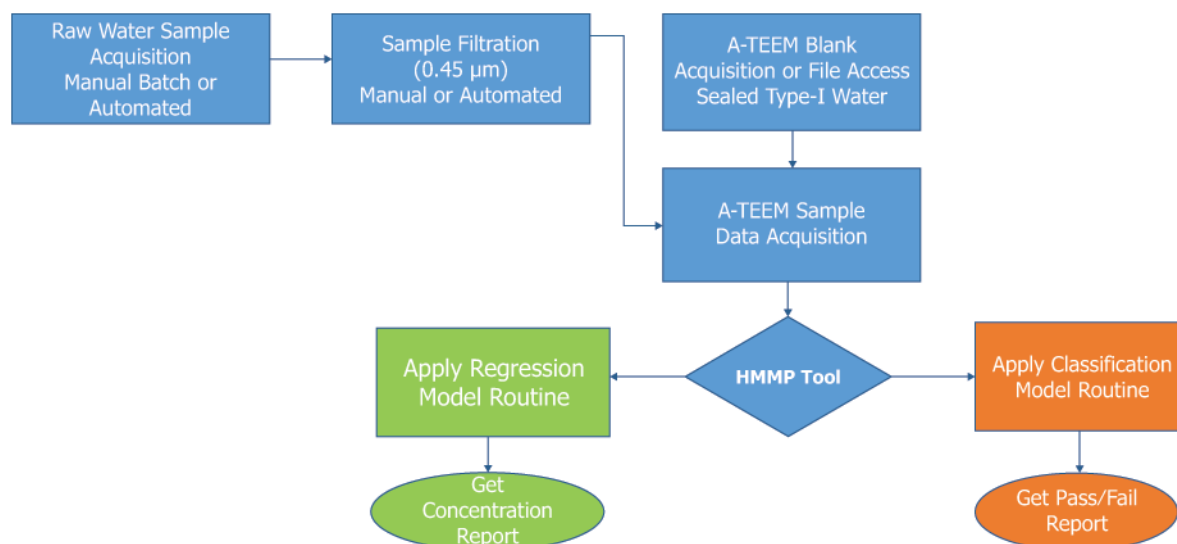 Raw Water Sample
Acquisition
Manual Batch or
Automated
Sample Filtration
(0.45 µm)
Manual or Automated
A-TEEM Blank
Acquisition or File Access
Sealed Type-I Water
A-TEEM Sample
Data Acquisition
HMMP Tool
Apply Regression
Model Routine
Apply Classification
Model Routine
Get
Concentration
Report
Get Pass/Fail
Report